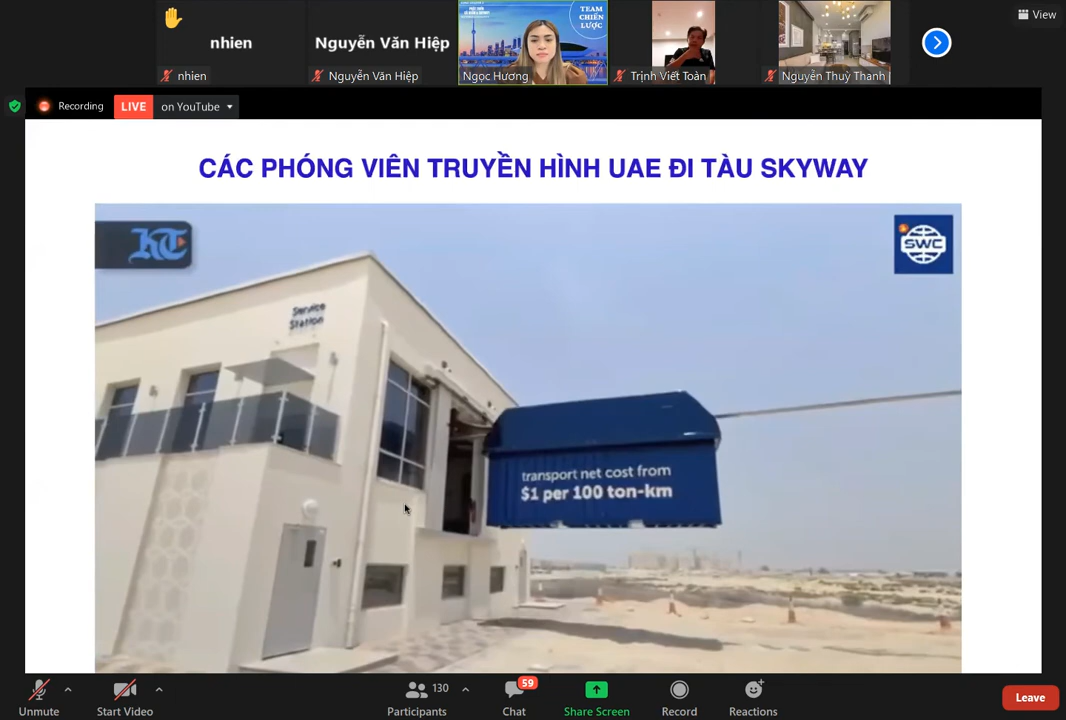 nhien
Nguyễn Văn Hiệp
TEAM
CHIẾN
LƯỢC
View
nhien
Nguyễn Văn Hiệp
Ngọc Hương
Trịnh Viết Toàn
Nguyễn Thuỳ Thanh
Recording
LIVE
on YouTube
CÁC PHÓNG VIÊN TRUYỀN HÌNH UAE ĐI TÀU SKYWAY
KT
SWC
$
Service
Station
transport net cost from
$1 per 100 ton-km
130
59
Unmute
Start Video
Participants
Chat
Share Screen
Record
Reactions
Leave